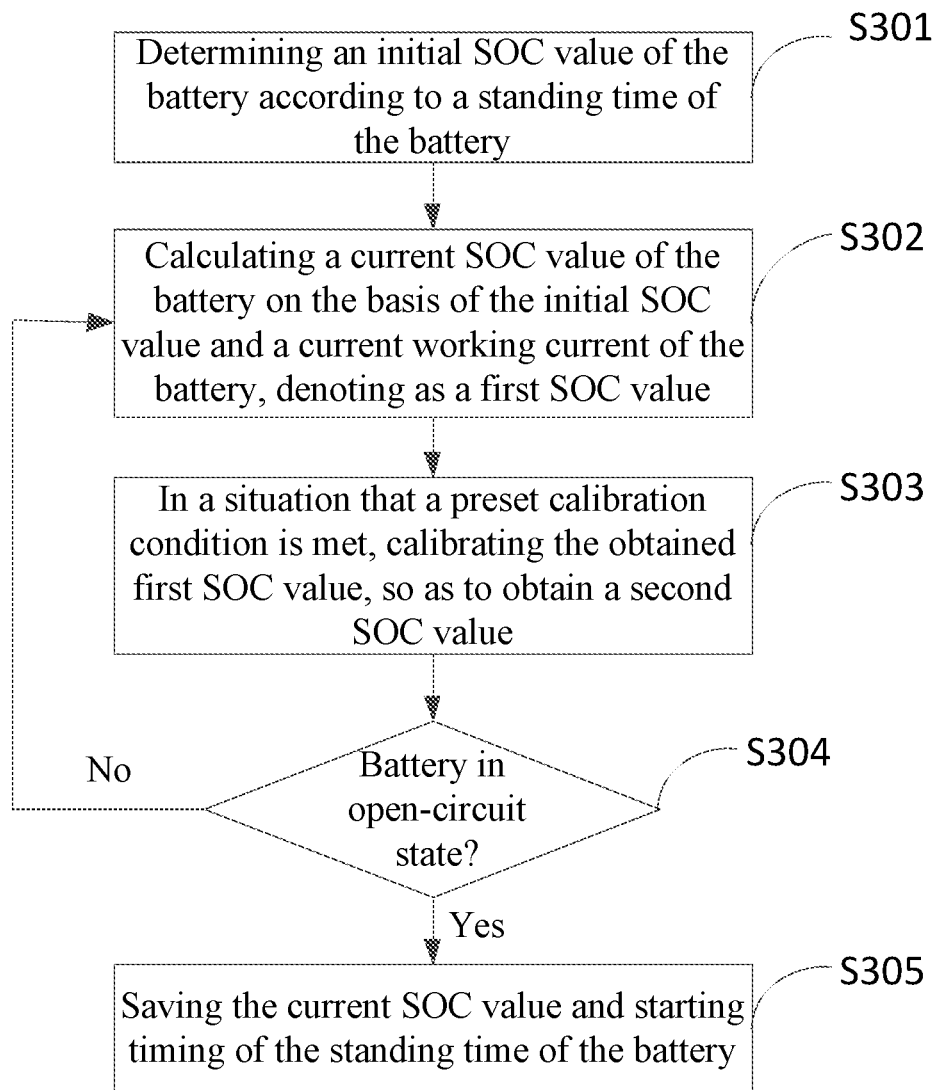 S301
Determining an initial SOC value of the
battery according to a standing time of
the battery
S302
Calculating a current SOC value of the
battery on the basis of the initial SOC
value and a current working current of the
battery, denoting as a first SOC value
S303
In a situation that a preset calibration
condition is met, calibrating the obtained
first SOC value, so as to obtain a second
SOC value
S304
No
Battery in
open-circuit
state?
Yes
S305
Saving the current SOC value and starting
timing of the standing time of the battery